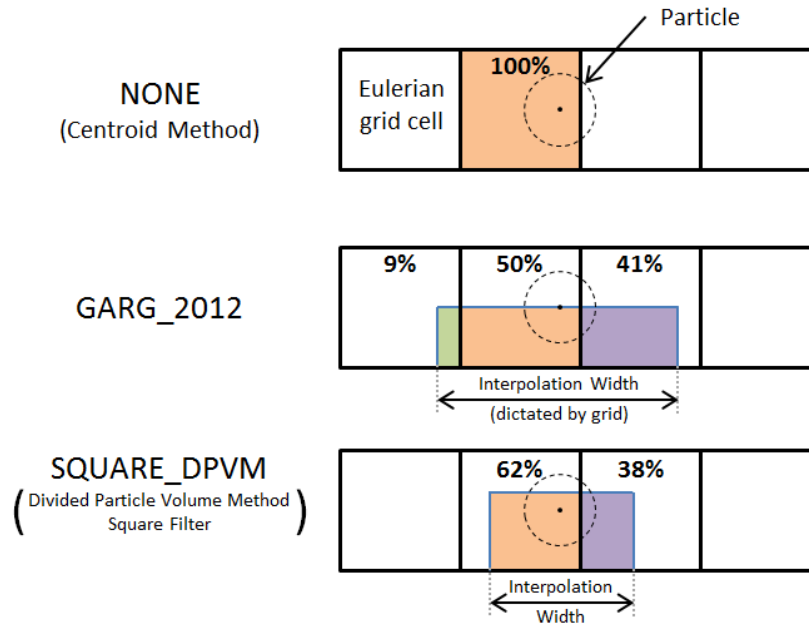 Particle
NONE
(Centroid Method)
100%
Eulerian
grid cell
GARG_2012
9%
50%
41%
Interpolation Width
(dictated by grid)
SQUARE_DPVM
(Divided Particle Volume Method
Square Filter)
62%
38%
Interpolation
Width